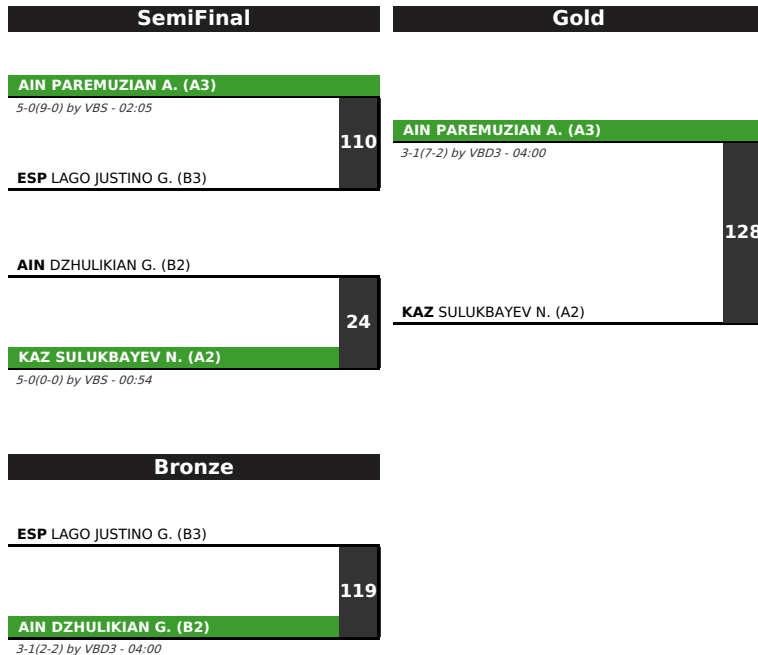 SemiFinal
AIN PAREMUZIAN A. (A3)
5-0(9-0) by VBS - 02:05
110
ESP LAGO JUSTINO G. (B3)
AIN DZHULIKIAN G. (B2)
24
KAZ SULUKBAYEV N. (A2)
5-0(0-0) by VBS - 00:54
Gold
AIN PAREMUZIAN A. (A3)
3-1(7-2) by VBD3 - 04:00
128
KAZ SULUKBAYEV N. (A2)
Bronze
ESP LAGO JUSTINO G. (B3)
119
AIN DZHULIKIAN G. (B2)
3-1(2-2) by VBD3 - 04:00